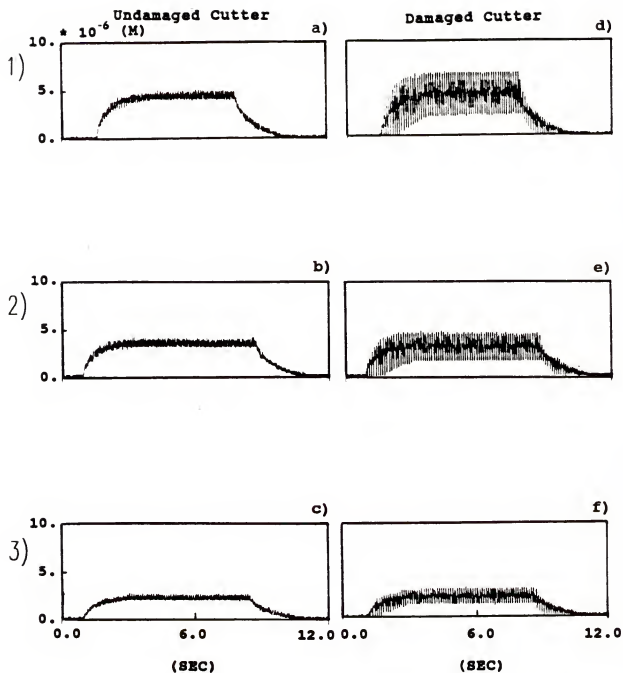 Undamaged Cutter
Damaged Cutter
* 10^-6 (M)
a)
d)
1)
10.
5.
0.
b)
e)
2)
10.
5.
0.
c)
f)
3)
10.
5.
0.
0.0 6.0 12.0
0.0 6.0 12.0
(SEC)
(SEC)